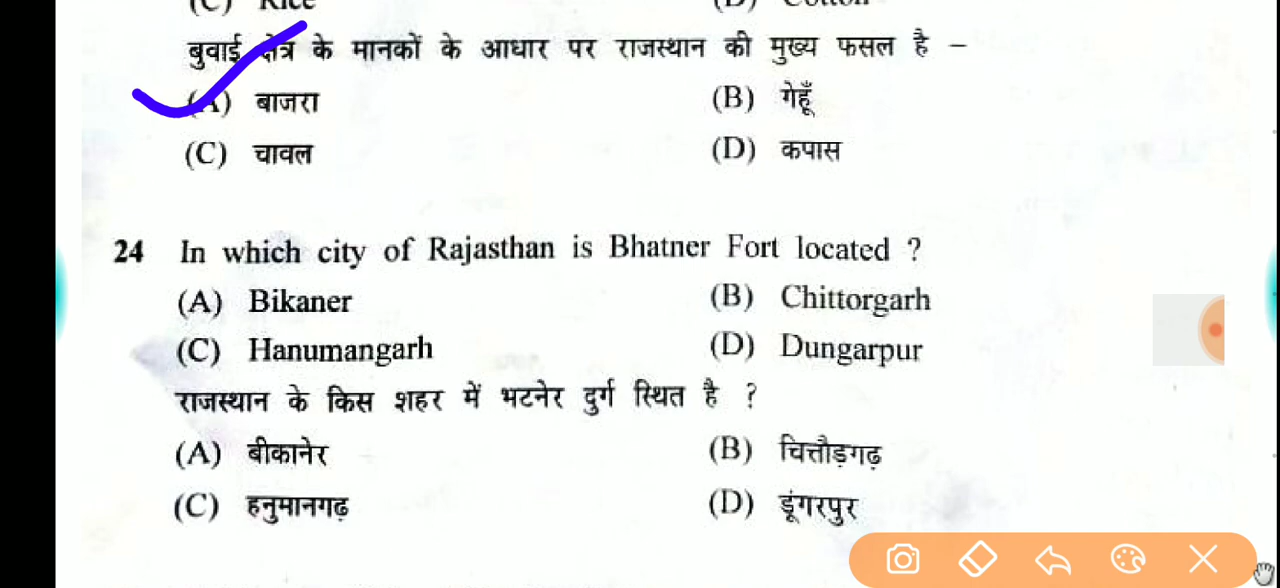 (C) Rice (D) Cotton
बुवाई क्षेत्र के मानकों के आधार पर राजस्थान की मुख्य फसल है –
(A) बाजरा (B) गेहूँ
(C) चावल (D) कपास
24 In which city of Rajasthan is Bhatner Fort located ?
(A) Bikaner (B) Chittorgarh
(C) Hanumangarh (D) Dungarpur
राजस्थान के किस शहर में भटनेर दुर्ग स्थित है ?
(A) बीकानेर (B) चित्तौड़गढ़
(C) हनुमानगढ़ (D) डूंगरपुर